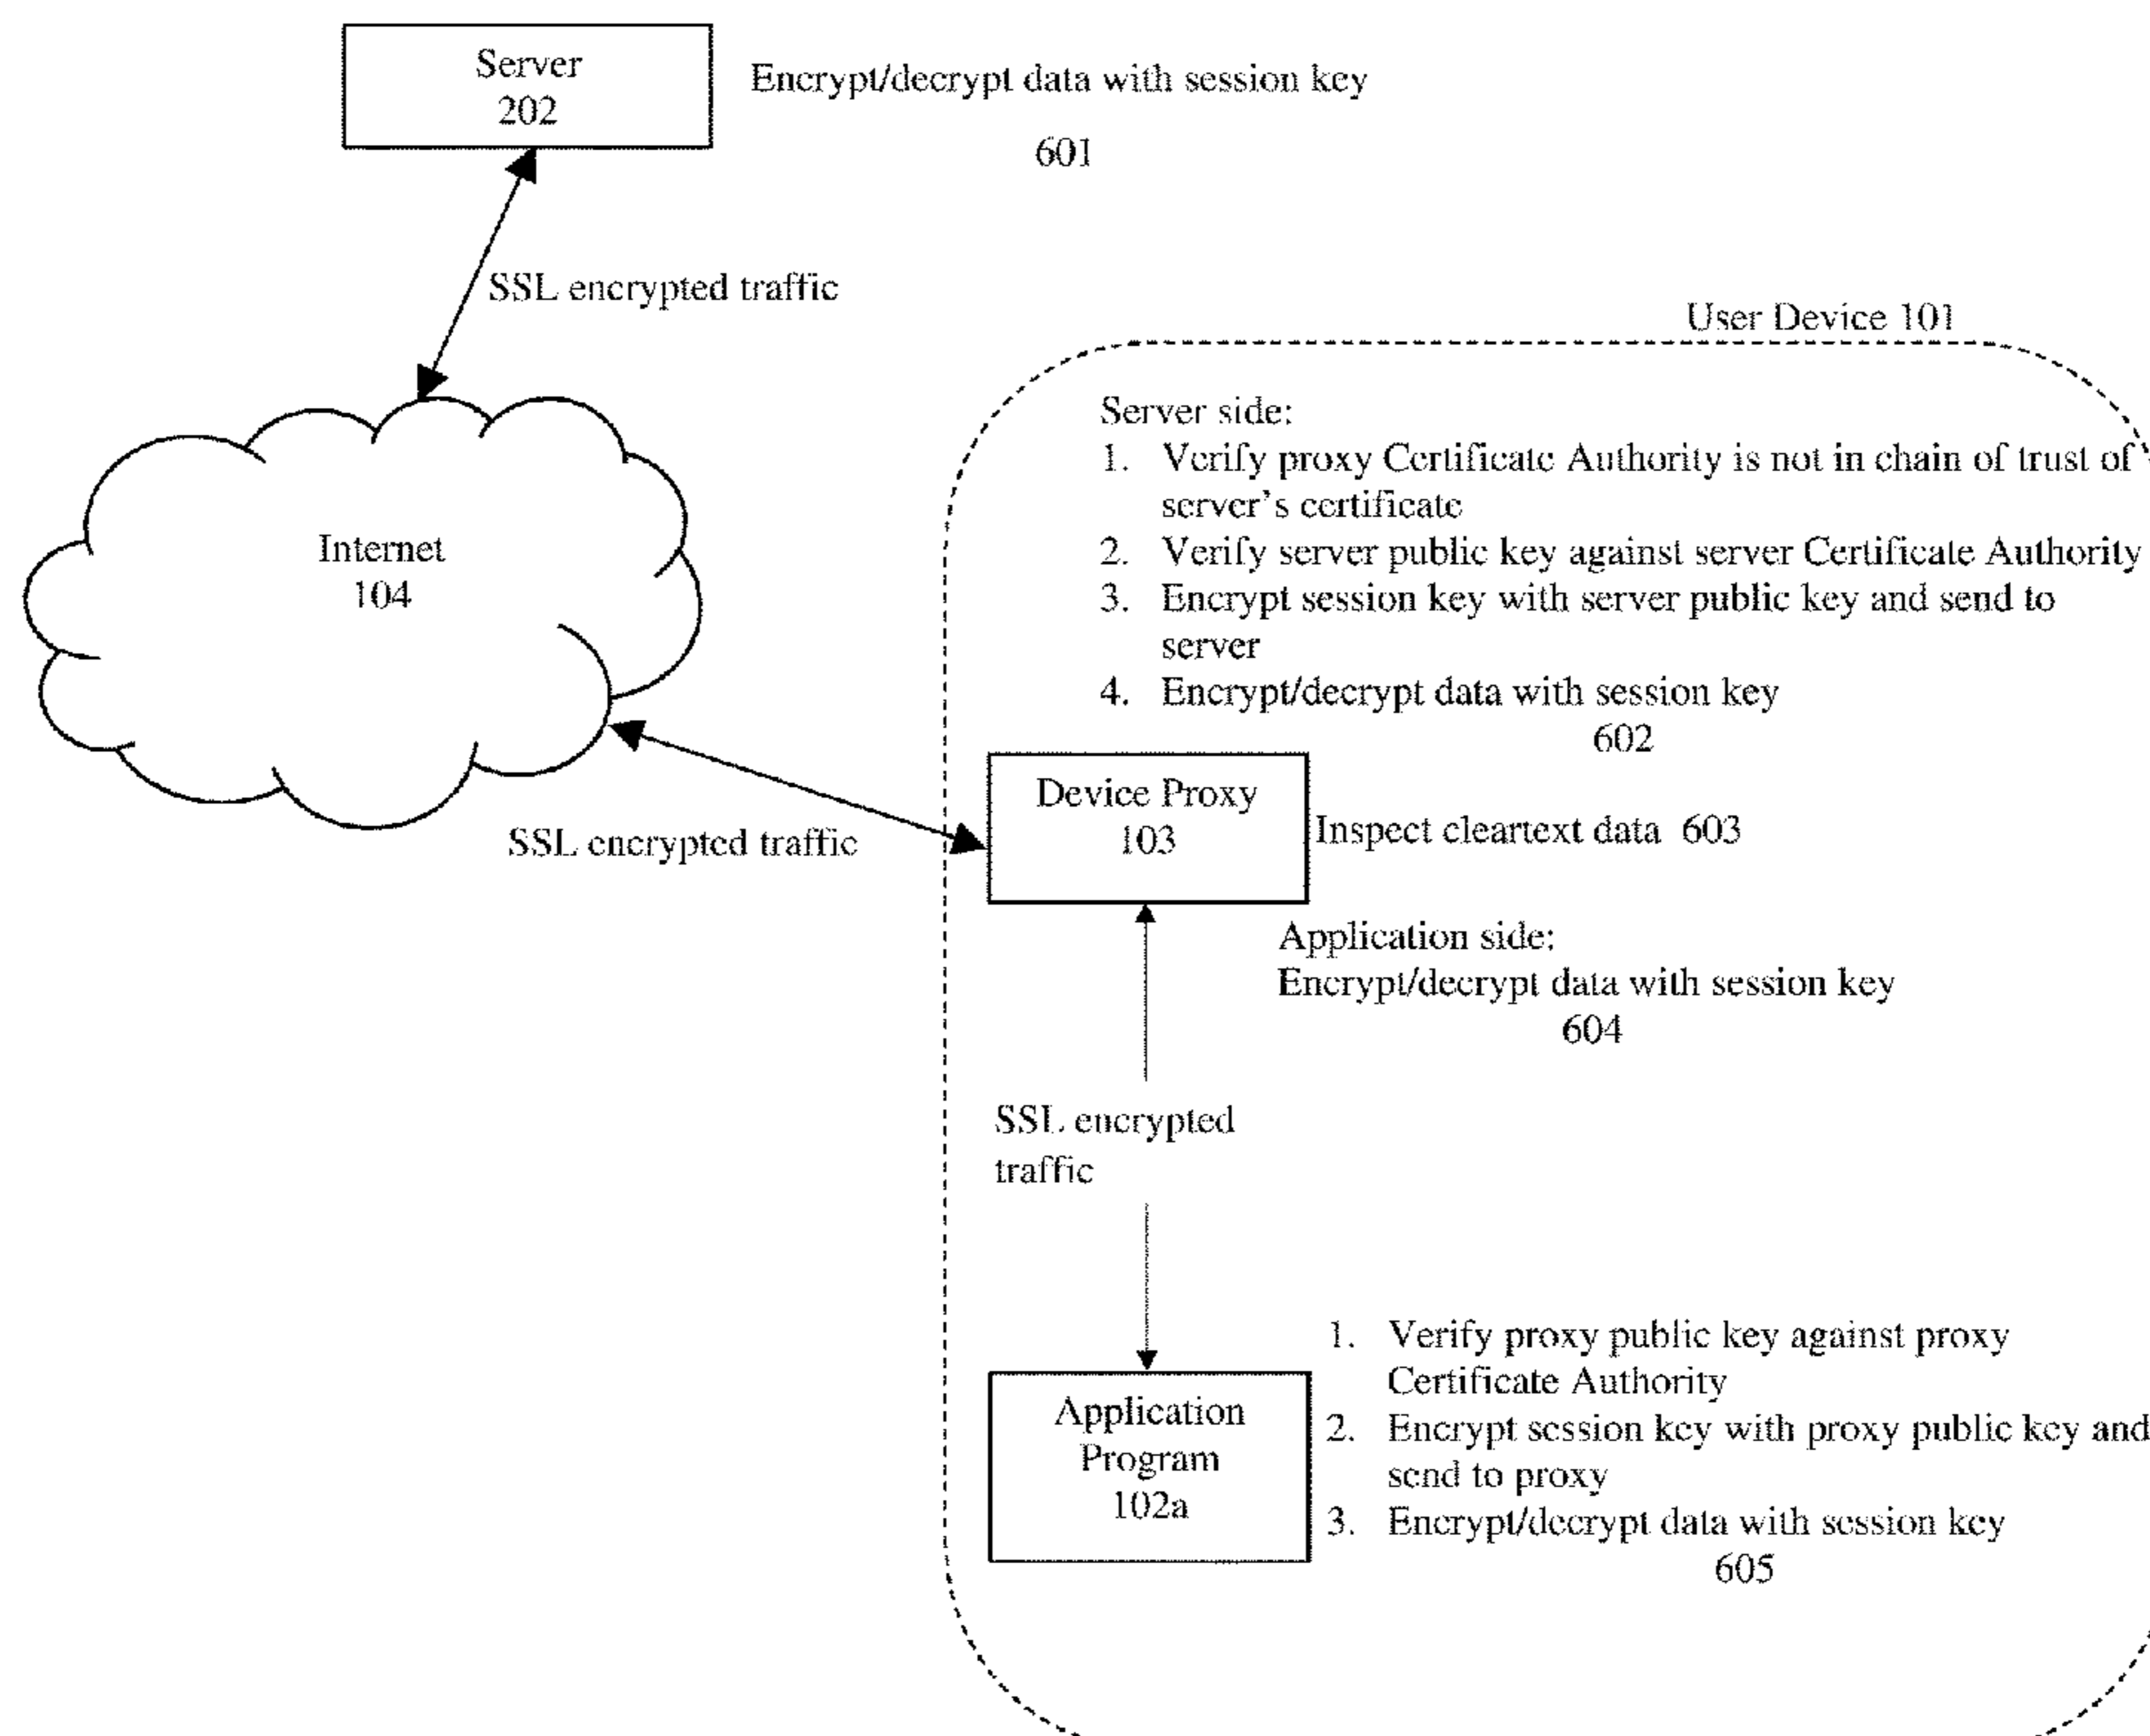 Server
202
Encrypt/decrypt data with session key
601
SSL encrypted traffic
User Device 101
Server side:
1. Verify proxy Certificate Authority is not in chain of trust of
server's certificate
2. Verify server public key against server Certificate Authority
3. Encrypt session key with server public key and send to
server
4. Encrypt/decrypt data with session key
602
Internet
104
SSL encrypted traffic
Device Proxy
103
Inspect cleartext data 603
Application side:
Encrypt/decrypt data with session key
604
SSL encrypted
traffic
Application
Program
102a
1. Verify proxy public key against proxy
Certificate Authority
2. Encrypt session key with proxy public key and
send to proxy
3. Encrypt/decrypt data with session key
605